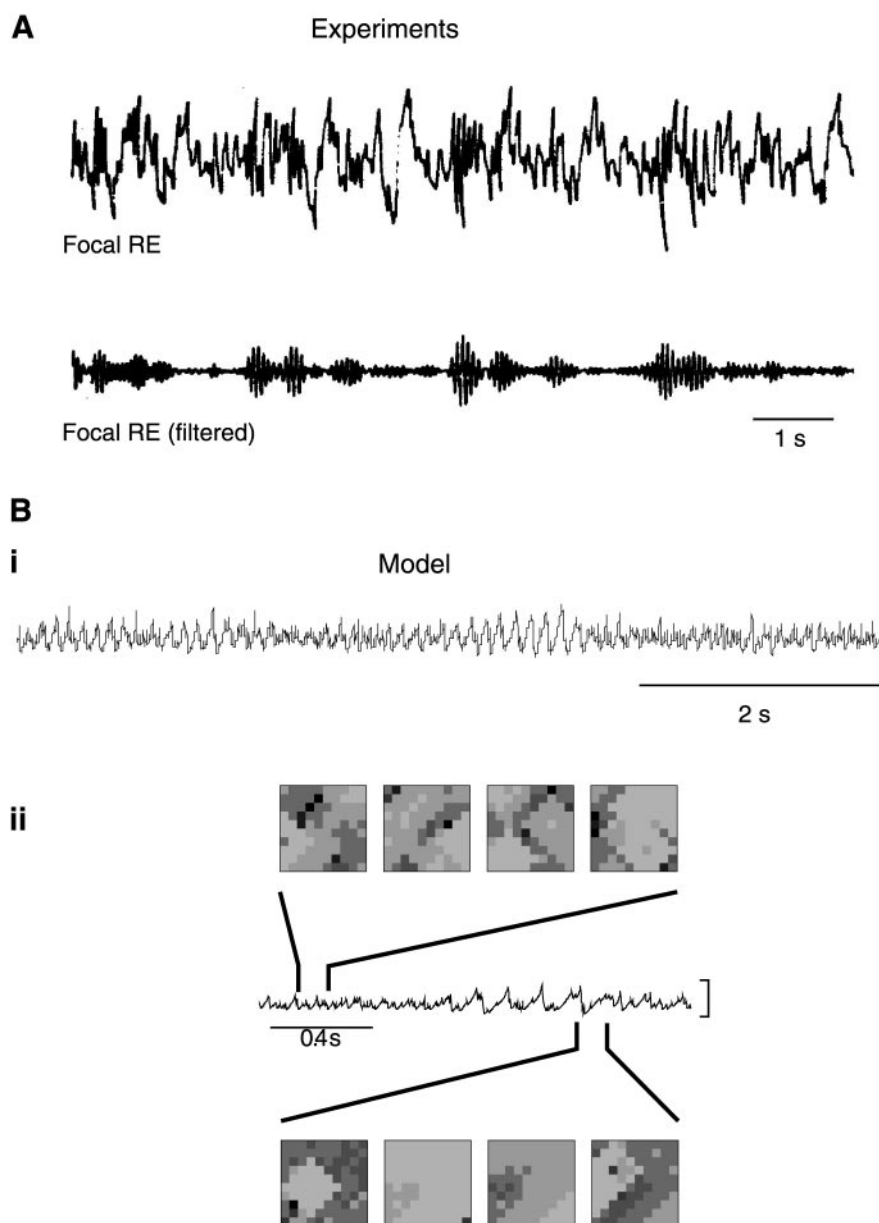 A
Experiments
Focal RE
Focal RE (filtered)
1 s
B
i
Model
2 s
ii
0.4s